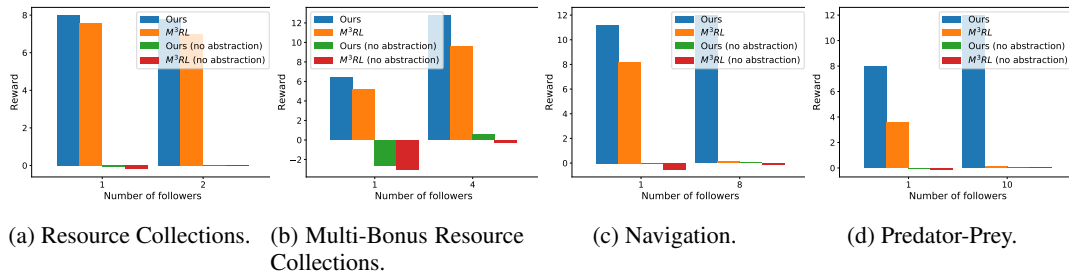 8
6
4
2
0
Reward
Ours
M³RL
Ours (no abstraction)
M³RL (no abstraction)
1
2
Number of followers
(a) Resource Collections.
12
10
8
6
4
2
0
−2
Reward
Ours
M³RL
Ours (no abstraction)
M³RL (no abstraction)
1
4
Number of followers
(b) Multi-Bonus Resource
Collections.
12
10
8
6
4
2
0
Reward
Ours
M³RL
Ours (no abstraction)
M³RL (no abstraction)
1
8
Number of followers
(c) Navigation.
12
10
8
6
4
2
0
Reward
Ours
M³RL
Ours (no abstraction)
M³RL (no abstraction)
1
10
Number of followers
(d) Predator-Prey.